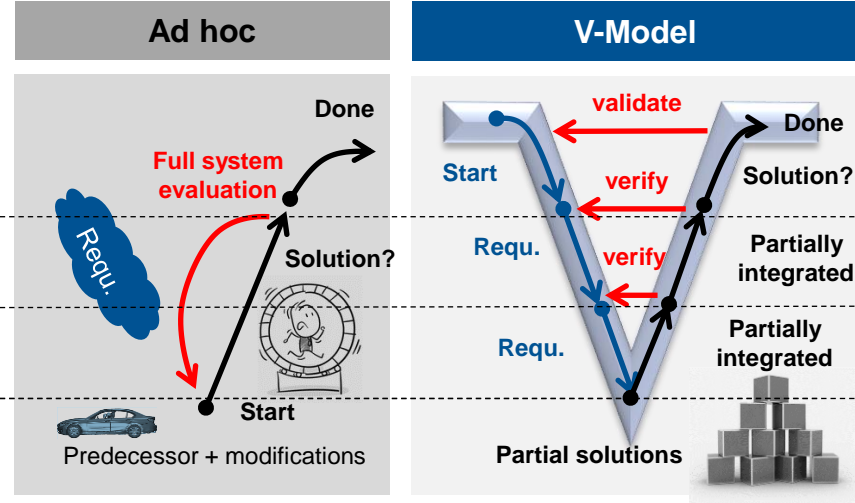 Ad hoc
Done
Full system
evaluation
Requ.
Solution?
Start
Predecessor + modifications
V-Model
validate
Done
Start
verify
Solution?
Requ.
verify
Partially
integrated
Requ.
Partially
integrated
Partial solutions